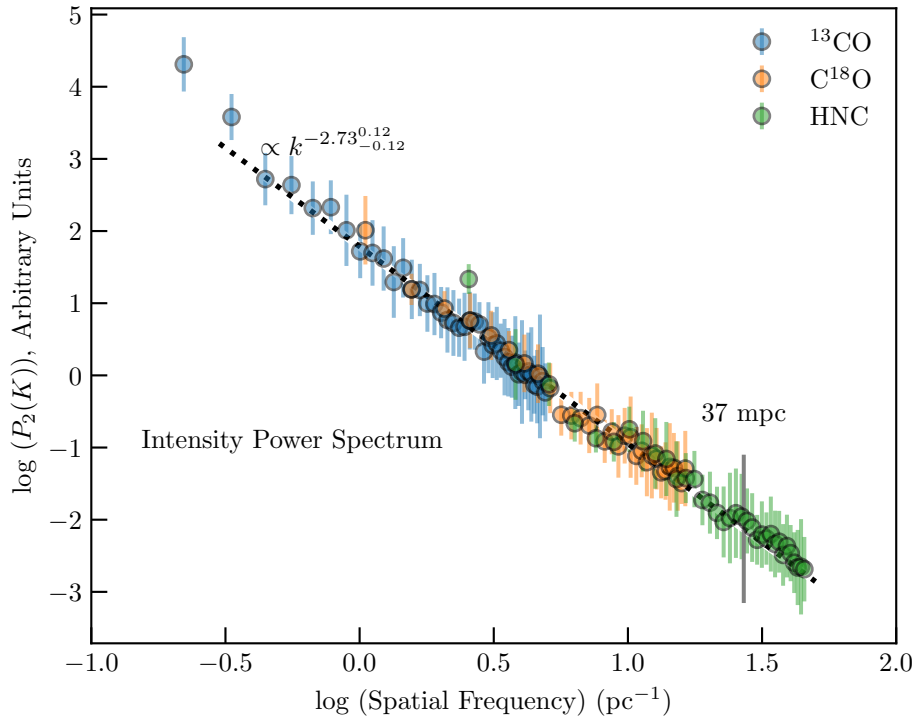 5
4
3
2
1
0
−1
−2
−3
log (P₂(K)), Arbitrary Units
¹³CO
C¹⁸O
HNC
∝ k^−2.73^0.12_−0.12
37 mpc
Intensity Power Spectrum
−1.0 −0.5 0.0 0.5 1.0 1.5 2.0
log (Spatial Frequency) (pc⁻¹)